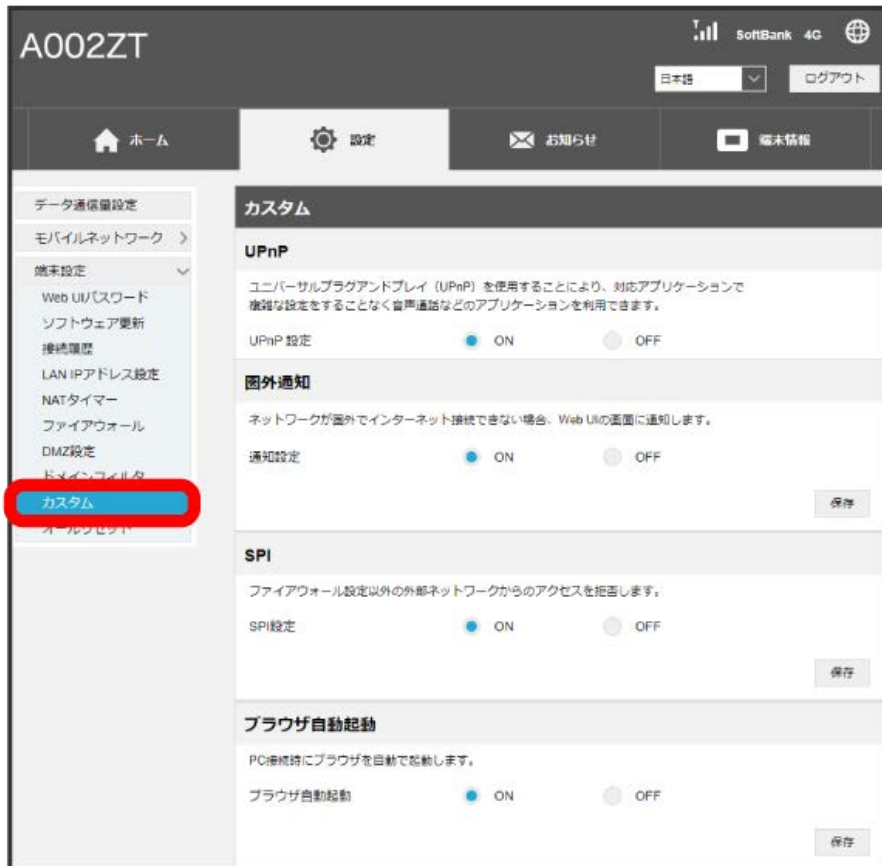 A002ZT
SoftBank 4G
日本語
ログアウト
ホーム
設定
お知らせ
端末情報
データ通信量設定
モバイルネットワーク
端末設定
Web UIパスワード
ソフトウェア更新
接続履歴
LAN IPアドレス設定
NATタイマー
ファイアウォール
DMZ設定
ドメインフィルタ
カスタム
オールリセット
カスタム
UPnP
ユニバーサルプラグアンドプレイ（UPnP）を使用することにより、対応アプリケーションで
複雑な設定をすることなく音声通話などのアプリケーションを利用できます。
UPnP 設定 ON OFF
圏外通知
ネットワークが圏外でインターネット接続できない場合、Web UIの画面に通知します。
通知設定 ON OFF
保存
SPI
ファイアウォール設定以外の外部ネットワークからのアクセスを拒否します。
SPI設定 ON OFF
保存
ブラウザ自動起動
PC接続時にブラウザを自動で起動します。
ブラウザ自動起動 ON OFF
保存